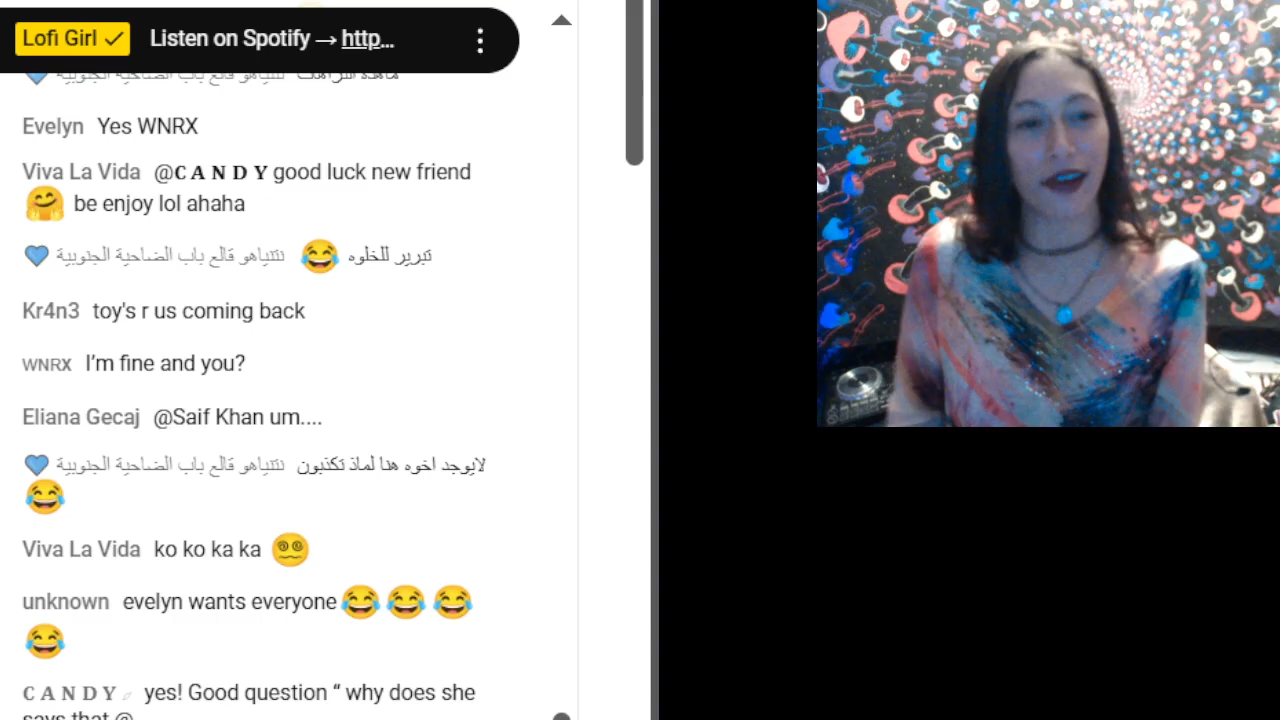 Lofi Girl ✓ Listen on Spotify → http...
Evelyn Yes WNRX
Viva La Vida @𝐂 𝐀 𝐍 𝐃 𝐘 good luck new friend
🤗 be enjoy lol ahaha
💙 نتنياهو قالع باب الضاحية الجنوبية 😂 تبرير للخلوه
Kr4n3 toy's r us coming back
WNRX I’m fine and you?
Eliana Gecaj @Saif Khan um....
💙 نتنياهو قالع باب الضاحية الجنوبية لايوجد اخوه هنا لماذ تكذبون
😂
Viva La Vida ko ko ka ka 😵‍💫
unknown evelyn wants everyone😂 😂 😂
😂
𝐂 𝐀 𝐍 𝐃 𝐘 yes! Good question “ why does she
says that @